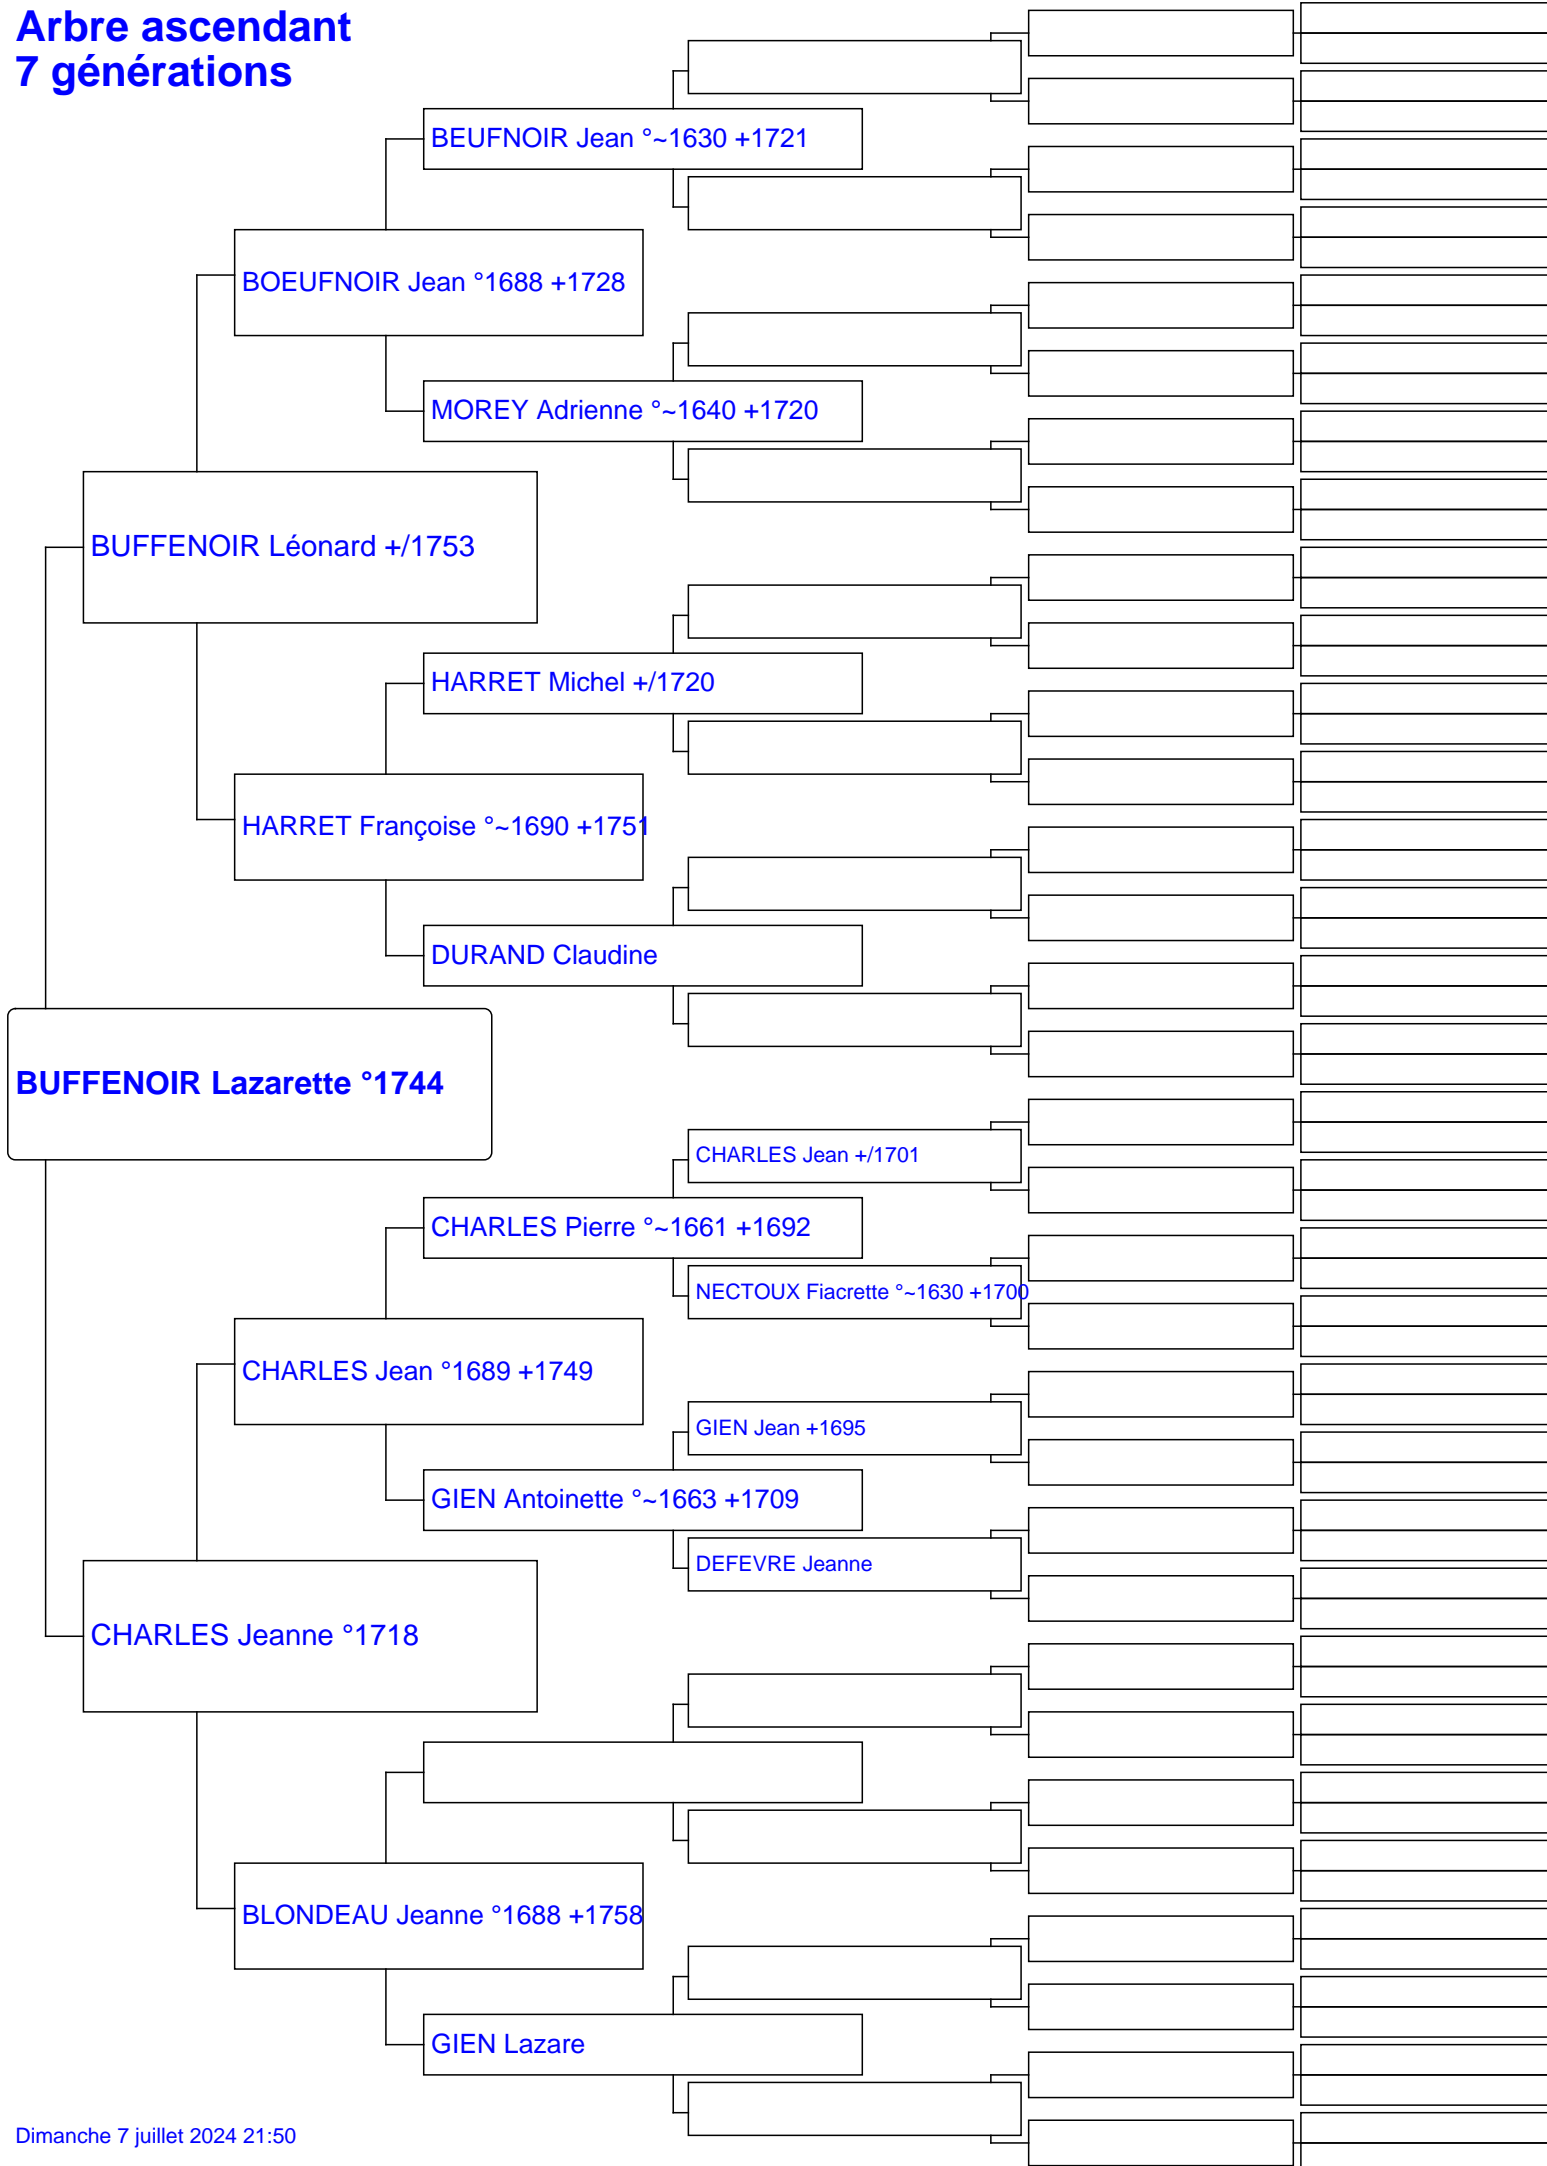 Arbre ascendant
7 générations
BEUFNOIR Jean °~1630 +1721
BOEUFNOIR Jean °1688 +1728
MOREY Adrienne °~1640 +1720
BUFFENOIR Léonard +/1753
HARRET Michel +/1720
HARRET Françoise °~1690 +1751
DURAND Claudine
BUFFENOIR Lazarette °1744
CHARLES Jean +/1701
CHARLES Pierre °~1661 +1692
NECTOUX Fiacrette °~1630 +1700
CHARLES Jean °1689 +1749
GIEN Jean +1695
GIEN Antoinette °~1663 +1709
DEFEVRE Jeanne
CHARLES Jeanne °1718
BLONDEAU Jeanne °1688 +1758
GIEN Lazare
Dimanche 7 juillet 2024 21:50